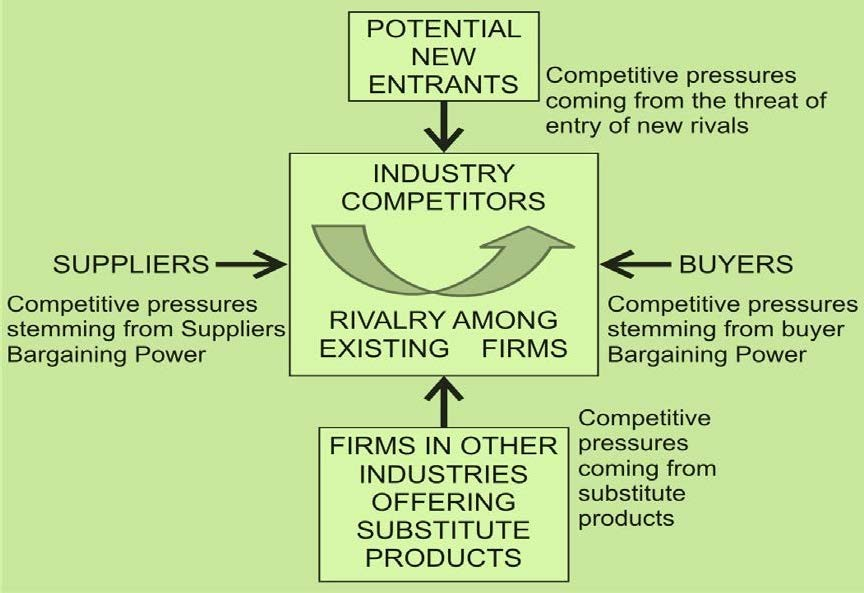 POTENTIAL
NEW
ENTRANTS
Competitive pressures
coming from the threat of
entry of new rivals
INDUSTRY
COMPETITORS
SUPPLIERS
Competitive pressures
stemming from Suppliers
Bargaining Power
RIVALRY AMONG
EXISTING FIRMS
BUYERS
Competitive pressures
stemming from buyer
Bargaining Power
FIRMS IN OTHER
INDUSTRIES
OFFERING
SUBSTITUTE
PRODUCTS
Competitive
pressures
coming from
substitute
products